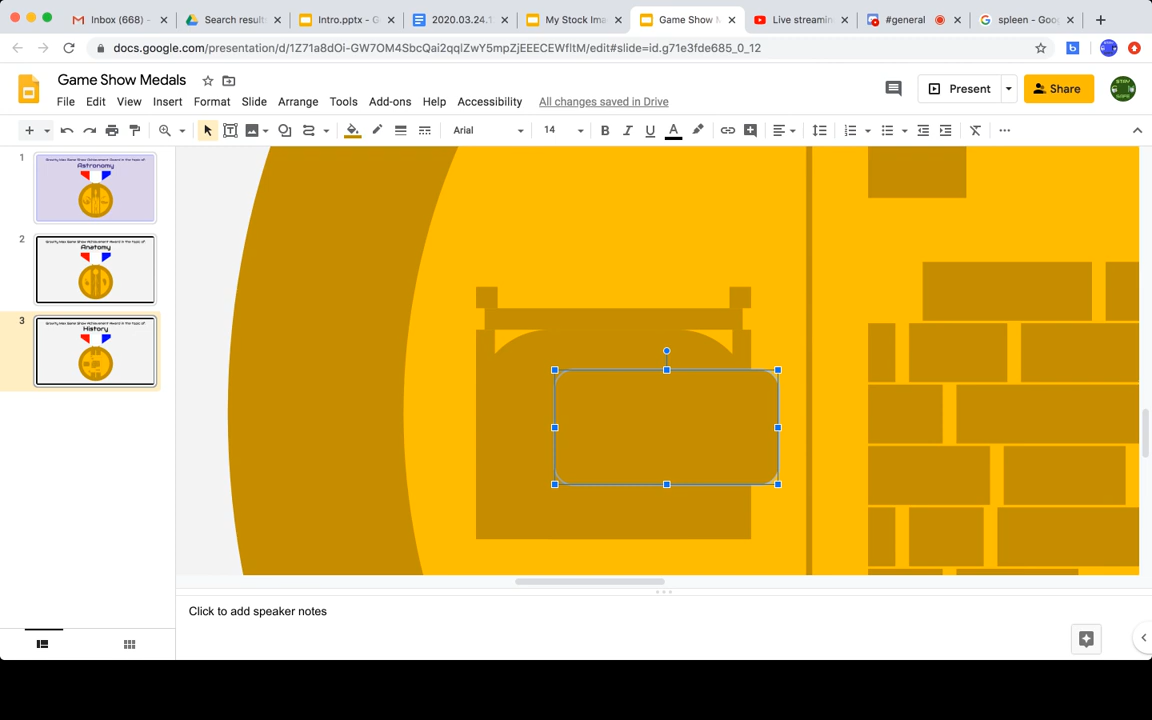 Inbox (668) -
Search result
Intro.pptx - G
2020.03.24.1
My Stock Ima
Game Show M
Live streamin
#general
spleen - Goo
docs.google.com/presentation/d/1Z71a8dOi-GW7OM4SbcQai2qqlZwY5mpZjEEECEWfltM/edit#slide=id.g71e3fde685_0_12
Game Show Medals
File Edit View Insert Format Slide Arrange Tools Add-ons Help Accessibility All changes saved in Drive
Present
Share
Arial
14
B I U A
1
Astronomy
2
Anatomy
3
History
Click to add speaker notes